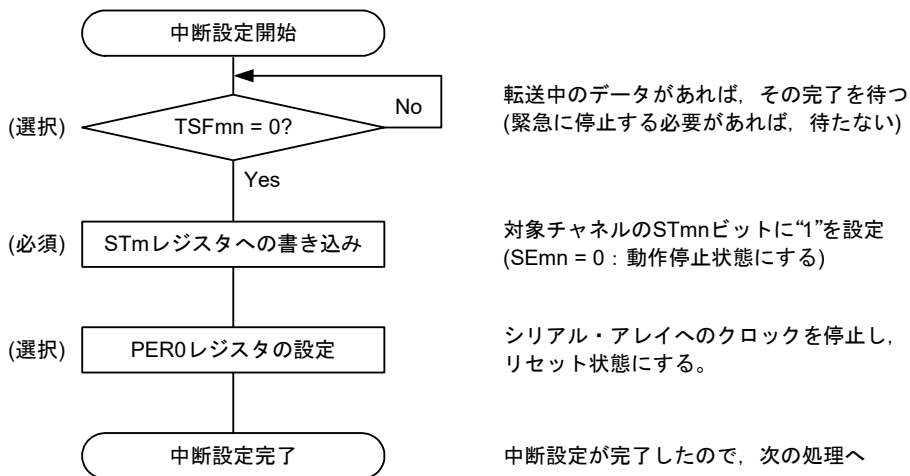 中断設定開始
No
転送中のデータがあれば，その完了を待つ
(選択)
TSFmn = 0?
(緊急に停止する必要があれば，待たない)
Yes
(必須)
STmレジスタへの書き込み
対象チャネルのSTmnビットに“1”を設定
(SEmn = 0 : 動作停止状態にする)
(選択)
PER0レジスタの設定
シリアル・アレイへのクロックを停止し，
リセット状態にする。
中断設定完了
中断設定が完了したので，次の処理へ